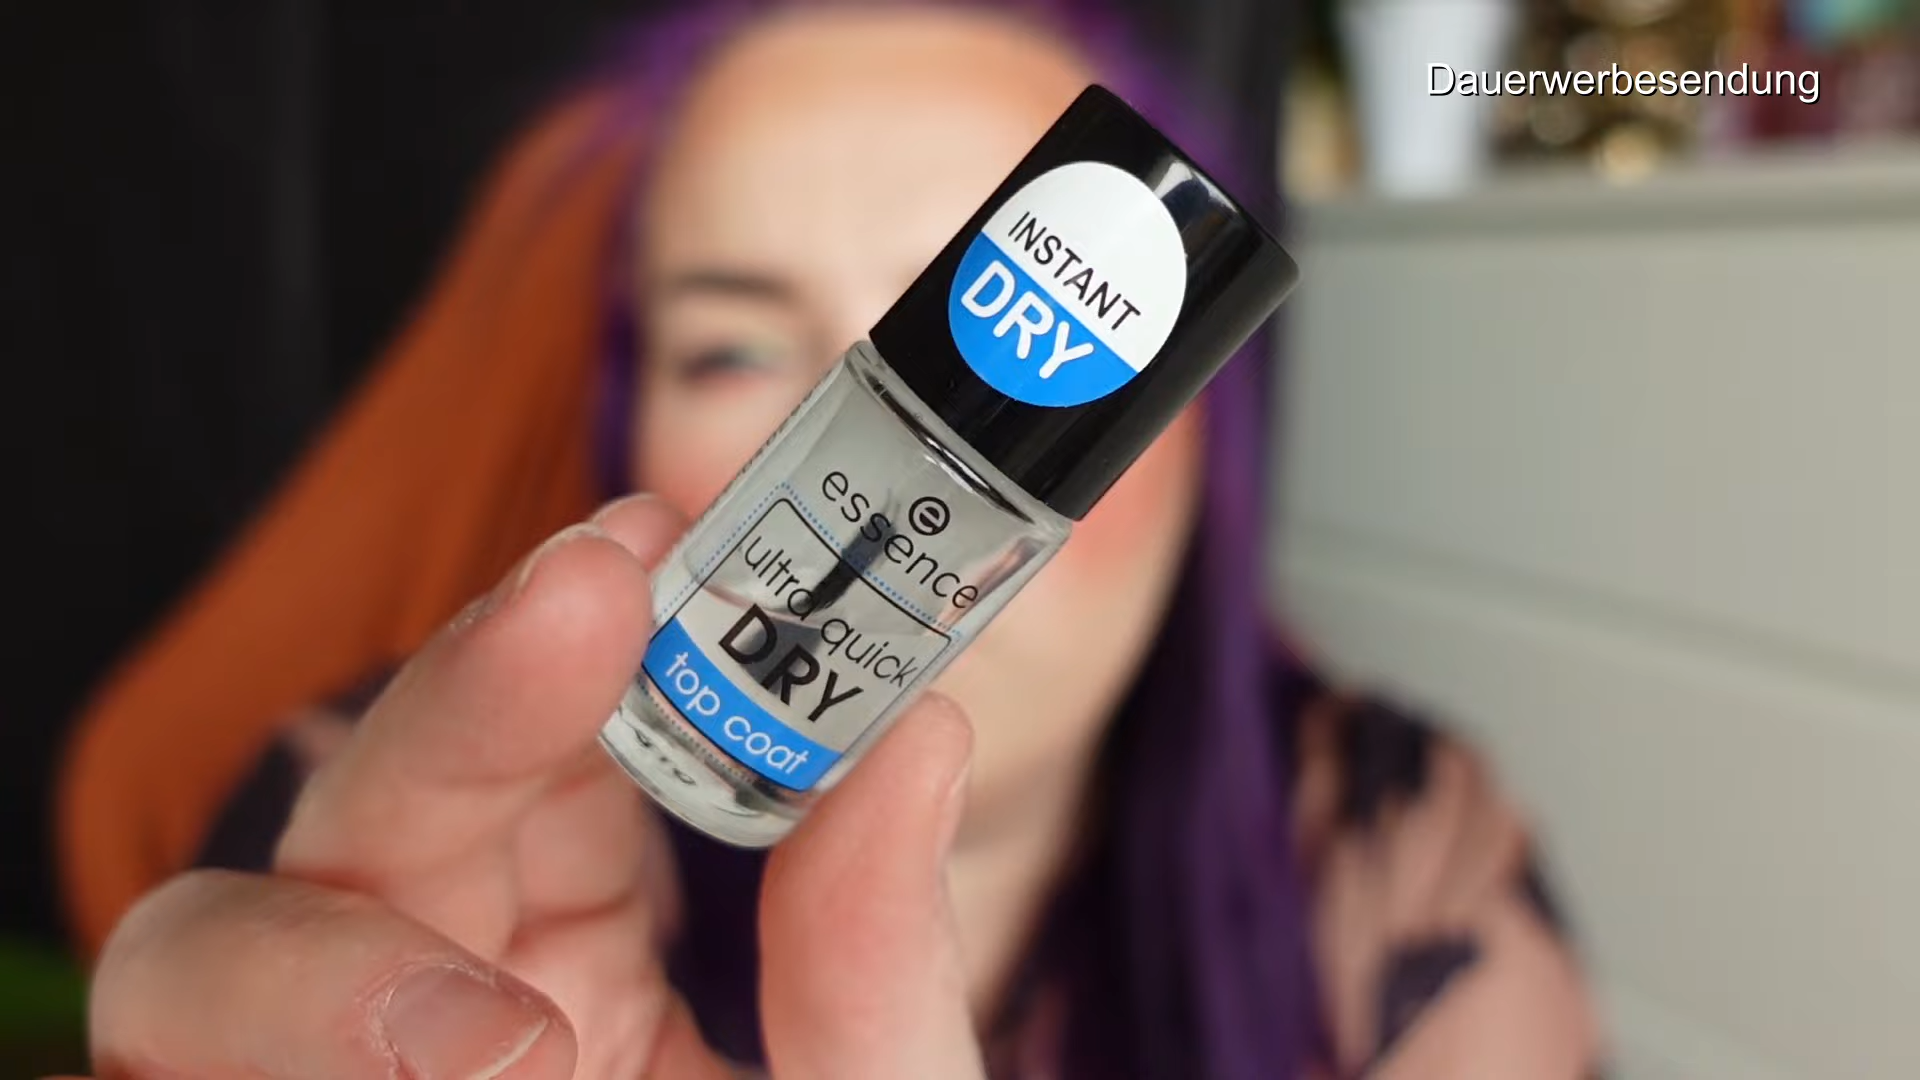 Dauerwerbesendung
INSTANT
DRY
e
essence
ultra quick
DRY
top coat